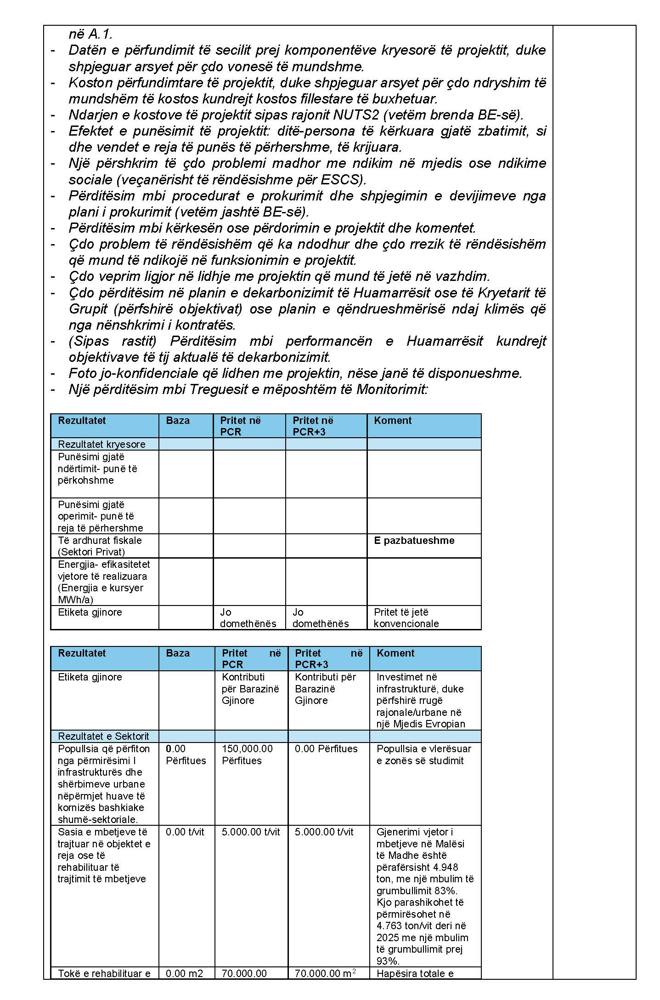 në A.1.
- Datën e përfundimit të secilit prej komponentëve kryesorë të projektit, duke
shpjeguar arsyet për çdo vonesë të mundshme.
- Koston përfundimtare të projektit, duke shpjeguar arsyet për çdo ndryshim të
mundshëm të kostos kundrejt kostos fillestare të buxhetuar.
- Ndarjen e kostove të projektit sipas rajonit NUTS2 (vetëm brenda BE-së).
- Efektet e punësimit të projektit: ditë-persona të kërkuara gjatë zbatimit, si
dhe vendet e reja të punës të përhershme, të krijuara.
- Një përshkrim të çdo problemi madhor me ndikim në mjedis ose ndikime
sociale (veçanërisht të rëndësishme për ESCS).
- Përditësim mbi procedurat e prokurimit dhe shpjegimin e devijimeve nga
plani i prokurimit (vetëm jashtë BE-së).
- Përditësim mbi kërkesën ose përdorimin e projektit dhe komentet.
- Çdo problem të rëndësishëm që ka ndodhur dhe çdo rrezik të rëndësishëm
që mund të ndikojë në funksionimin e projektit.
- Çdo veprim ligjor në lidhje me projektin që mund të jetë në vazhdim.
- Çdo përditësim në planin e dekarbonizimit të Huamarrësit ose të Kryetarit të
Grupit (përfshirë objektivat) ose planin e qëndrueshmërisë ndaj klimës që
nga nënshkrimi i kontratës.
- (Sipas rastit) Përditësim mbi performancën e Huamarrësit kundrejt
objektivave të tij aktualë të dekarbonizimit.
- Foto jo-konfidenciale që lidhen me projektin, nëse janë të disponueshme.
- Një përditësim mbi Treguesit e mëposhtëm të Monitorimit:
Rezultatet Baza Pritet në Pritet në Koment
PCR PCR+3
Rezultatet kryesore
Punësimi gjatë
ndërtimit- punë të
përkohshme
Punësimi gjatë
operimit- punë të
reja të përhershme
Të ardhurat fiskale E pazbatueshme
(Sektori Privat)
Energjia- efikasitetet
vjetore të realizuara
(Energjia e kursyer
MWh/a)
Etiketa gjinore Jo Jo Pritet të jetë
domethënës domethënës konvencionale
Rezultatet Baza Pritet në Pritet në Koment
PCR PCR+3
Etiketa gjinore Kontributi Kontributi për Investimet në
për Barazinë Barazinë infrastrukturë, duke
Gjinore Gjinore përfshirë rrugë
rajonale/urbane në
një Mjedis Evropian
Rezultatet e Sektorit
Popullsia që përfiton 0.00 150,000.00 0.00 Përfitues Popullsia e vlerësuar
nga përmirësimi I Përfitues Përfitues e zonës së studimit
infrastrukturës dhe
shërbimeve urbane
nëpërmjet huave të
kornizës bashkiake
shumë-sektoriale.
Sasia e mbetjeve të 0.00 t/vit 5.000.00 t/vit 5.000.00 t/vit Gjenerimi vjetor i
trajtuar në objektet e mbetjeve në Malësi
reja ose të të Madhe është
rehabilituar të përafërsisht 4.948
trajtimit të mbetjeve ton, me një mbulim të
grumbullimit 83%.
Kjo parashikohet të
përmirësohet në
4.763 ton/vit deri në
2025 me një mbulim
të grumbullimit prej
93%.
Tokë e rehabilituar e 0.00 m2 70.000.00 70.000.00 m² Hapësira totale e